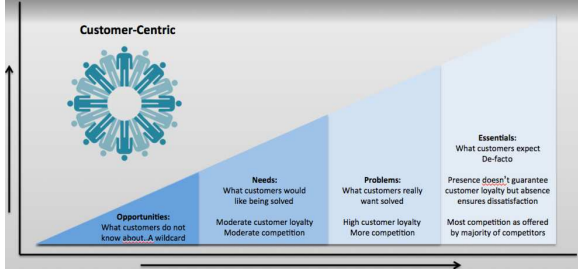 Customer-Centric
Opportunities:
What customers do not
know about. A wildcard
Needs:
What customers would
like being solved
Moderate customer loyalty
Moderate competition
Problems:
What customers really
want solved
High customer loyalty
More competition
Essentials:
What customers expect
De-facto
Presence doesn't guarantee
customer loyalty but absence
ensures dissatisfaction
Most competition as offered
by majority of competitors